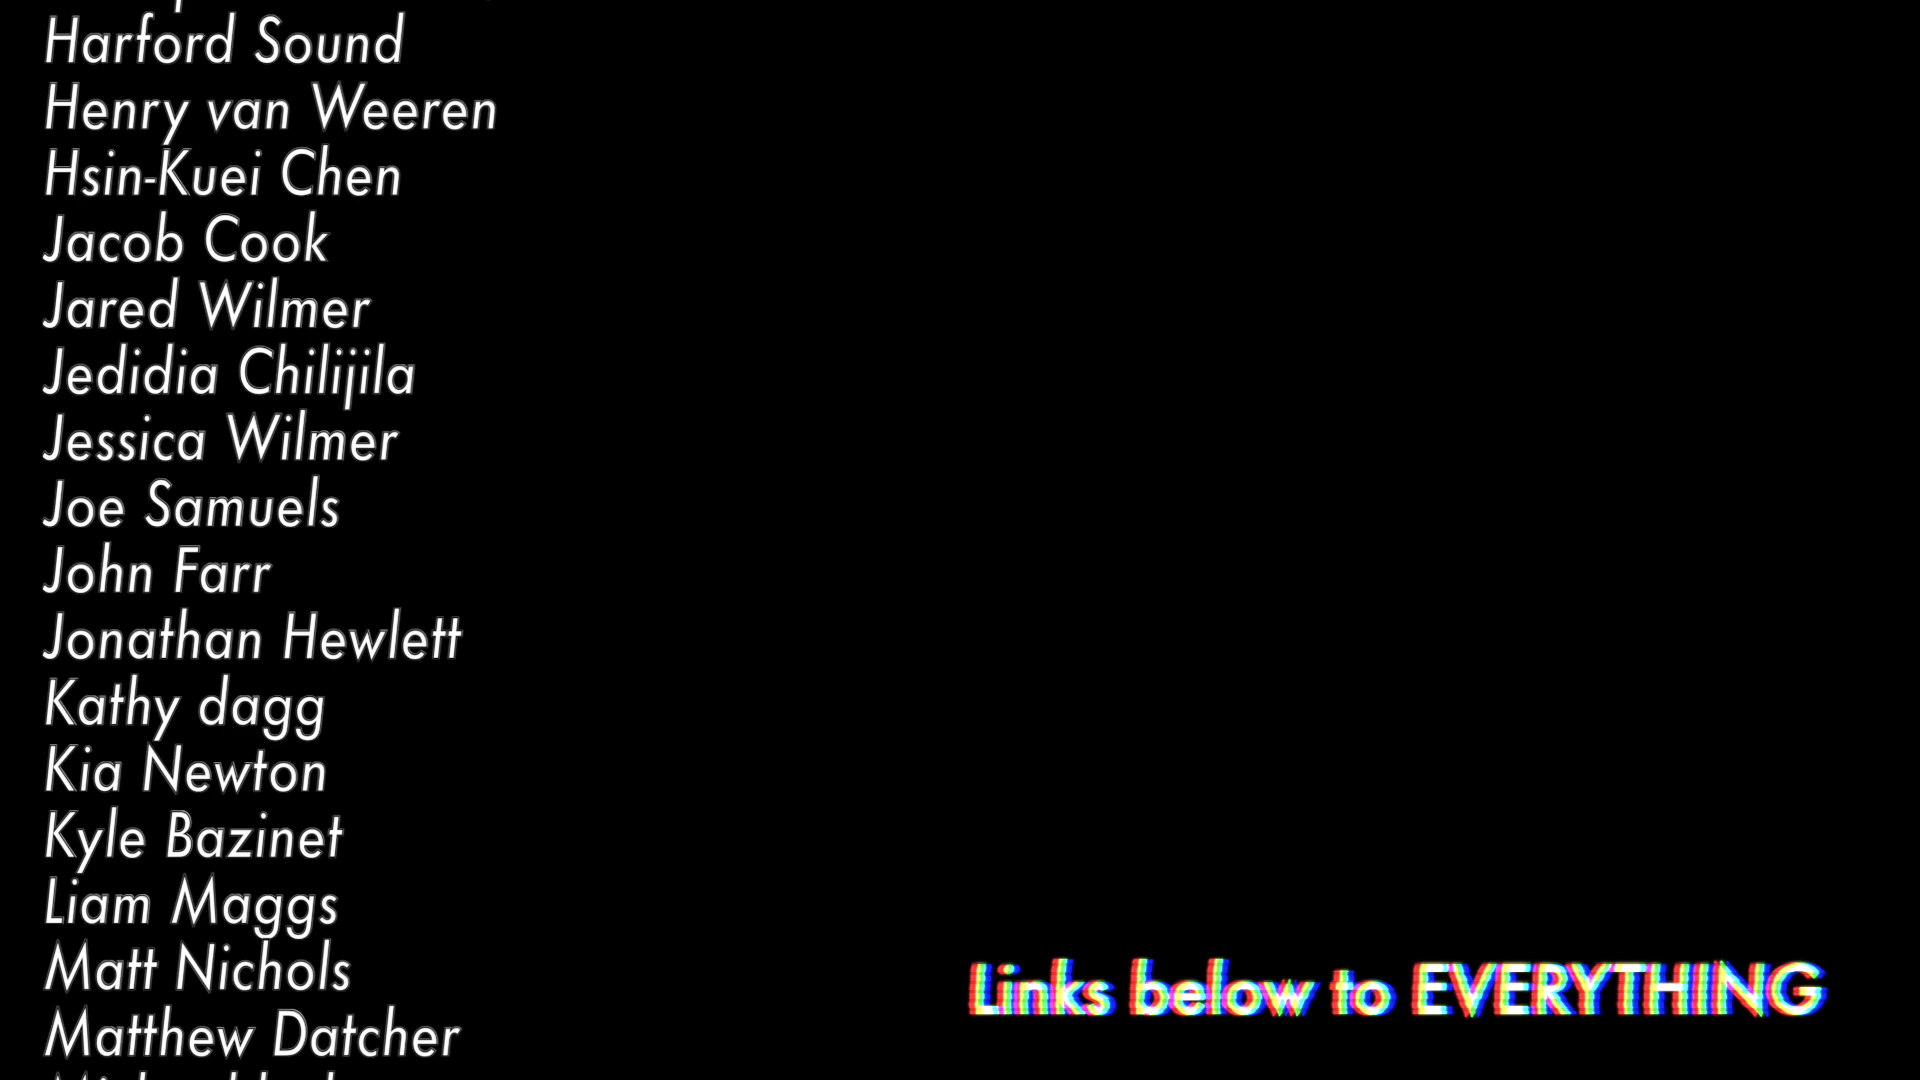 Harford Sound
Henry van Weeren
Hsin-Kuei Chen
Jacob Cook
Jared Wilmer
Jedidia Chilijila
Jessica Wilmer
Joe Samuels
John Farr
Jonathan Hewlett
Kathy dagg
Kia Newton
Kyle Bazinet
Liam Maggs
Matt Nichols
Matthew Datcher
Links below to EVERYTHING